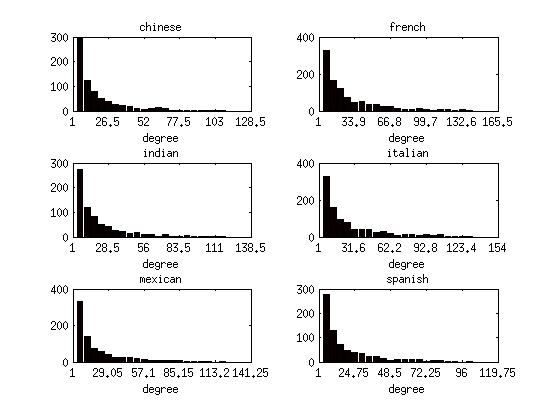 chinese
300
200
100
0
1 26.5 52 77.5 103 128.5
degree
french
400
200
0
1 33.9 66.8 99.7 132.6 165.5
degree
indian
300
200
100
0
1 28.5 56 83.5 111 138.5
degree
italian
400
200
0
1 31.6 62.2 92.8 123.4 154
degree
mexican
400
200
0
1 29.05 57.1 85.15 113.2 141.25
degree
spanish
300
200
100
0
1 24.75 48.5 72.25 96 119.75
degree